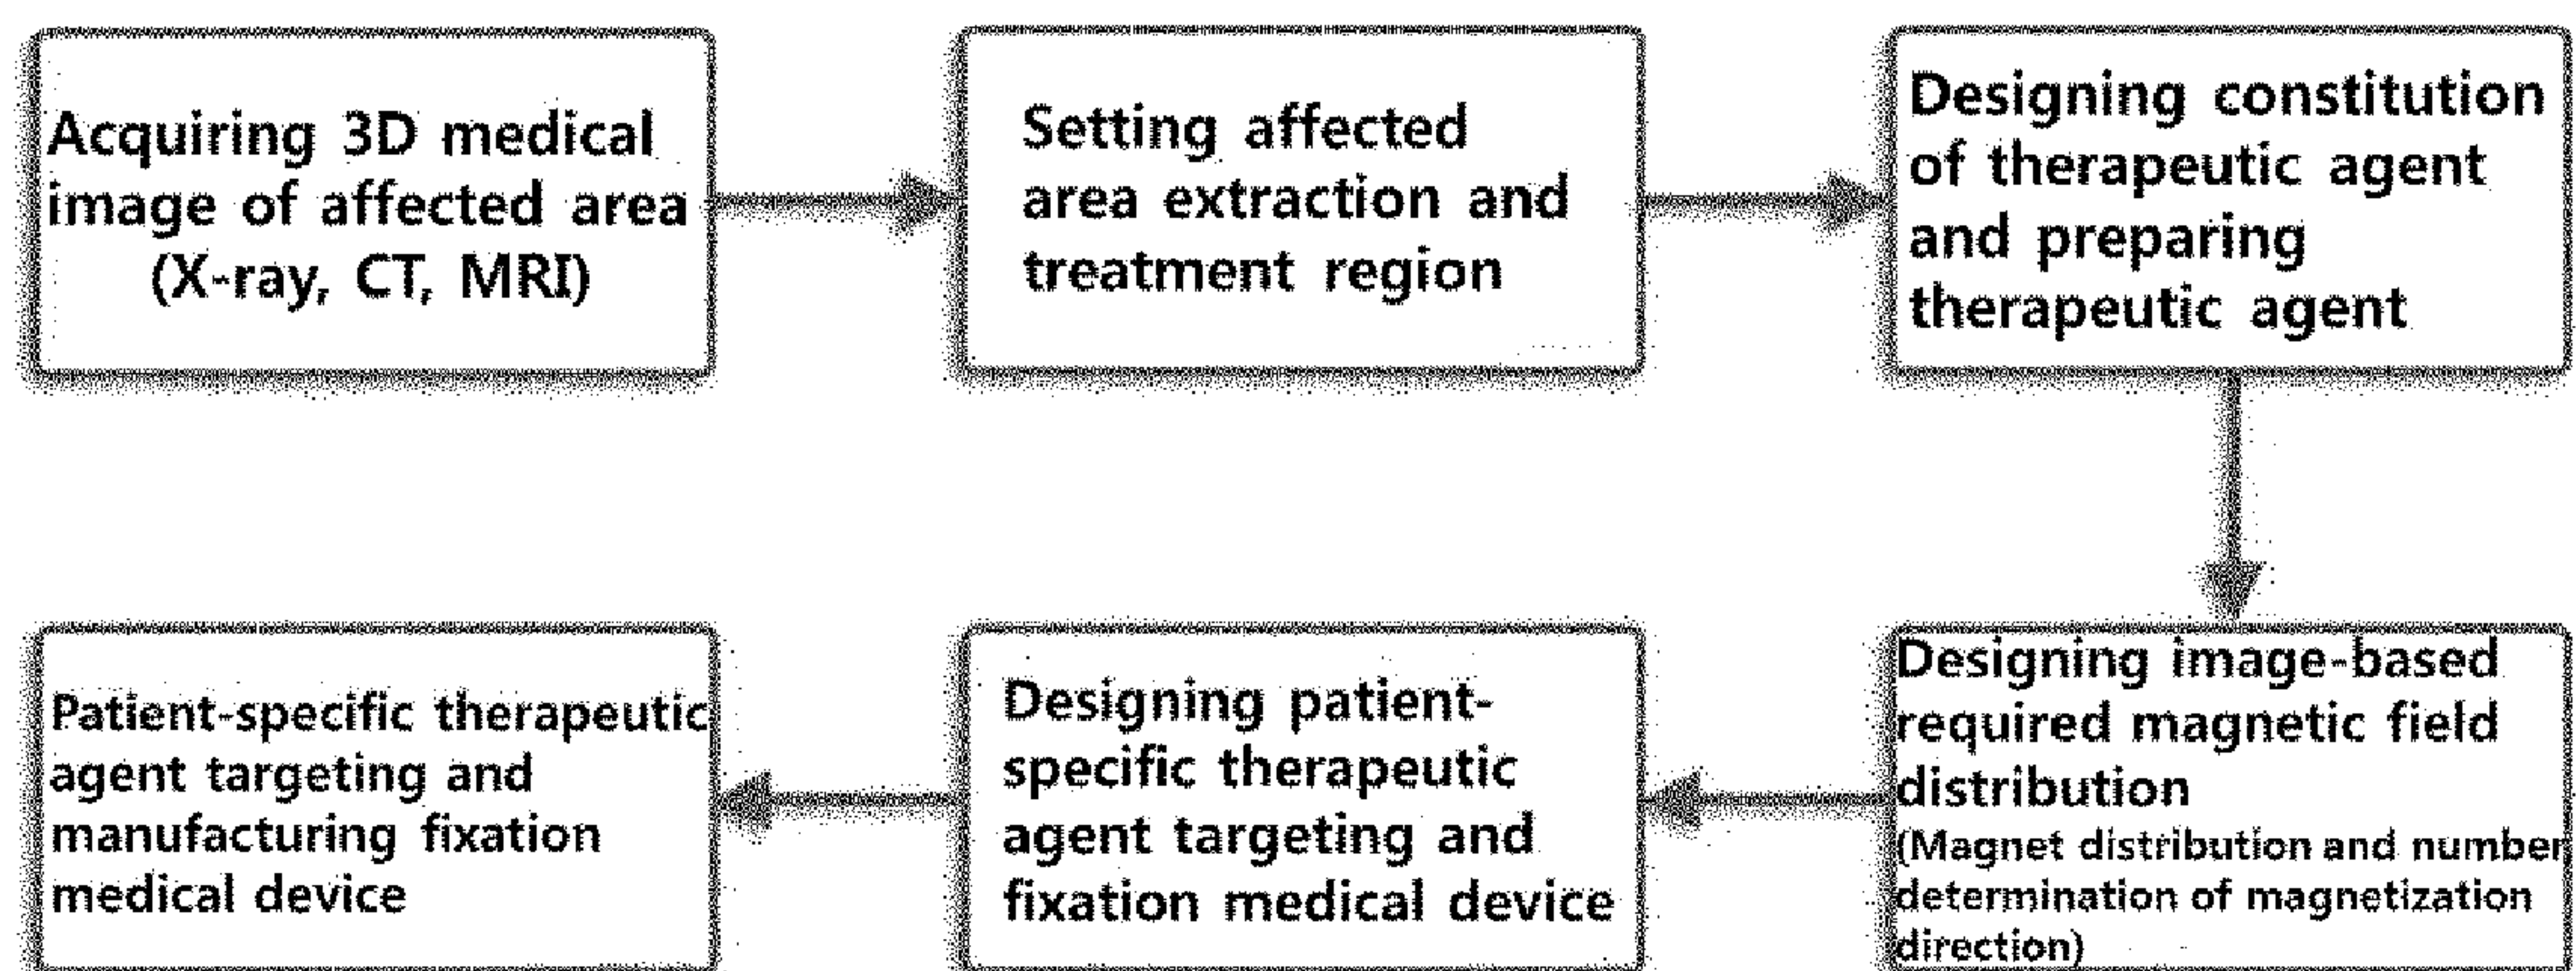 Acquiring 3D medical
image of affected area
(X-ray, CT, MRI)
Setting affected
area extraction and
treatment region
Designing constitution
of therapeutic agent
and preparing
therapeutic agent
Designing image-based
required magnetic field
distribution
(Magnet distribution and number
determination of magnetization
direction)
Designing patient-
specific therapeutic
agent targeting and
fixation medical device
Patient-specific therapeutic
agent targeting and
manufacturing fixation
medical device